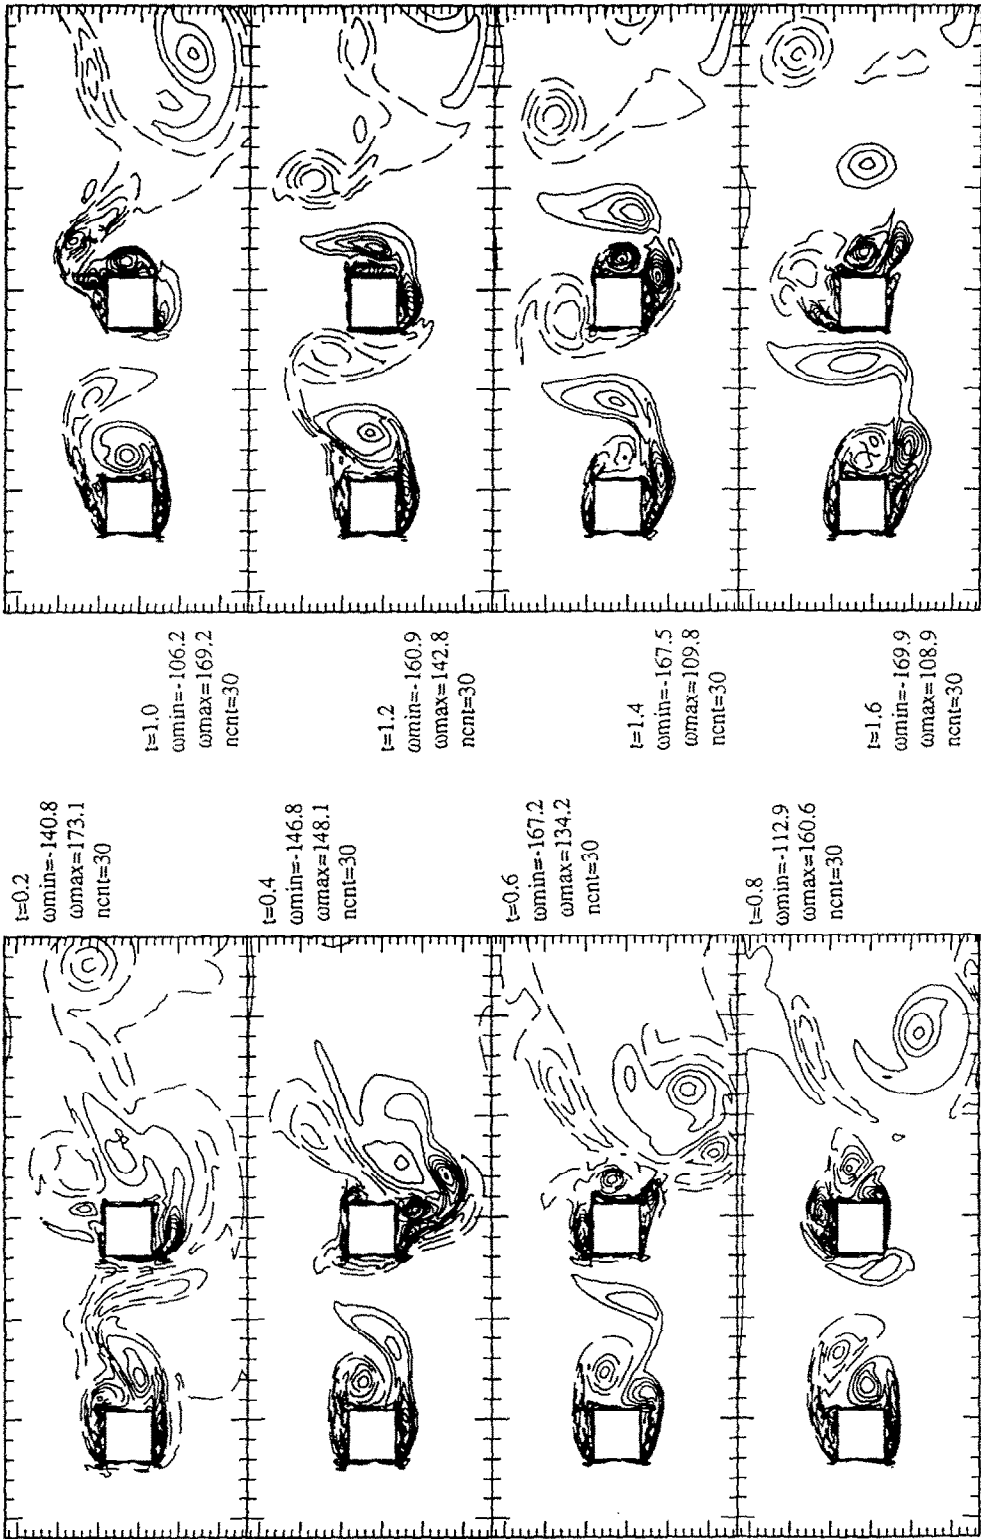 t=0.2
ωmin=-140.8
ωmax=173.1
ncnt=30
t=0.4
ωmin=-146.8
ωmax=148.1
ncnt=30
t=0.6
ωmin=-167.2
ωmax=134.2
ncnt=30
t=0.8
ωmin=-112.9
ωmax=160.6
ncnt=30
t=1.0
ωmin=-106.2
ωmax=169.2
ncnt=30
t=1.2
ωmin=-160.9
ωmax=142.8
ncnt=30
t=1.4
ωmin=-167.5
ωmax=109.8
ncnt=30
t=1.6
ωmin=-169.9
ωmax=108.9
ncnt=30